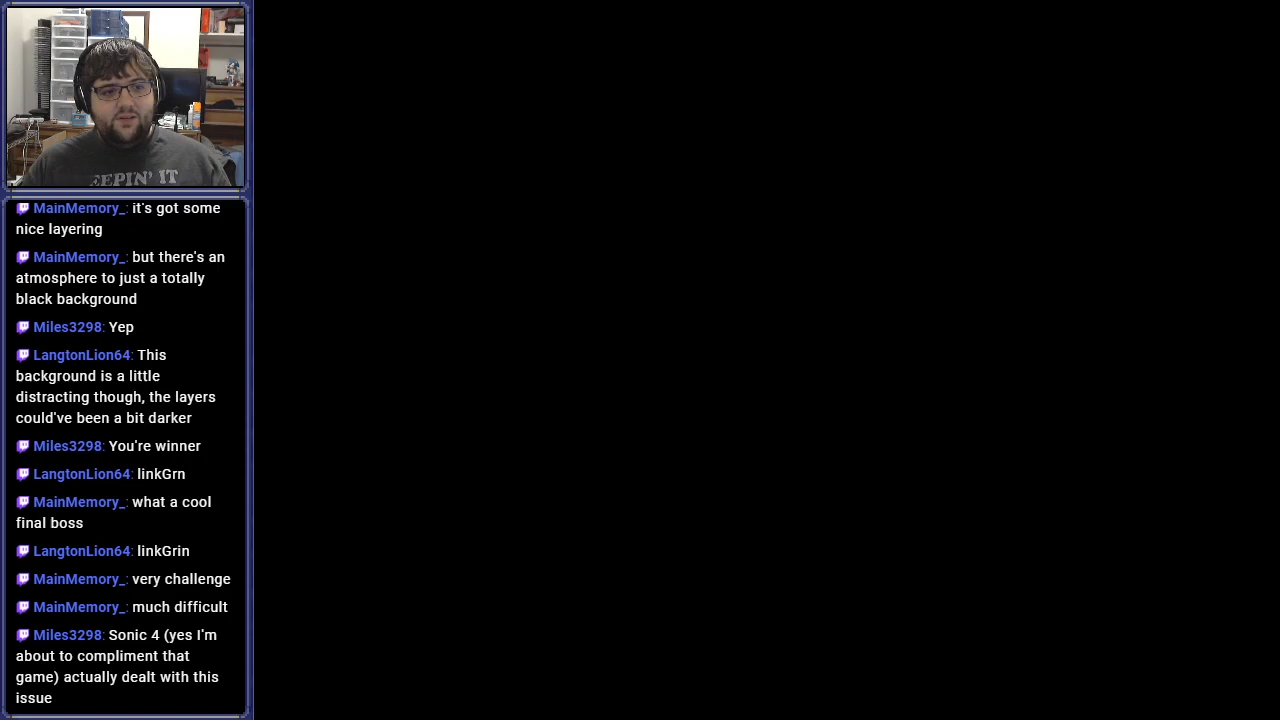 EEPIN' IT
MainMemory_: it's got some
nice layering
MainMemory_: but there's an
atmosphere to just a totally
black background
Miles3298: Yep
LangtonLion64: This
background is a little
distracting though, the layers
could've been a bit darker
Miles3298: You're winner
LangtonLion64: linkGrn
MainMemory_: what a cool
final boss
LangtonLion64: linkGrin
MainMemory_: very challenge
MainMemory_: much difficult
Miles3298: Sonic 4 (yes I'm
about to compliment that
game) actually dealt with this
issue